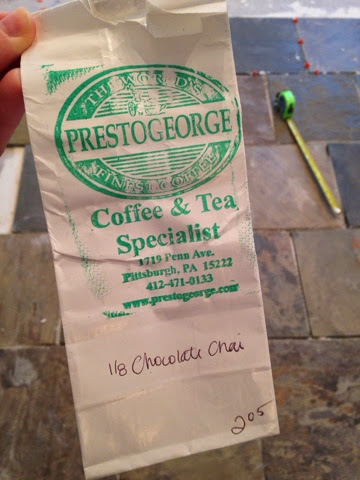 THE WORLD'S
PRESTOGEORGE
FINEST COFFEE
Coffee & Tea
Specialist
1719 Penn Ave.
Pittsburgh, PA 15222
412-471-0133
www.prestogeorge.com
1/8 Chocolate Chai
205